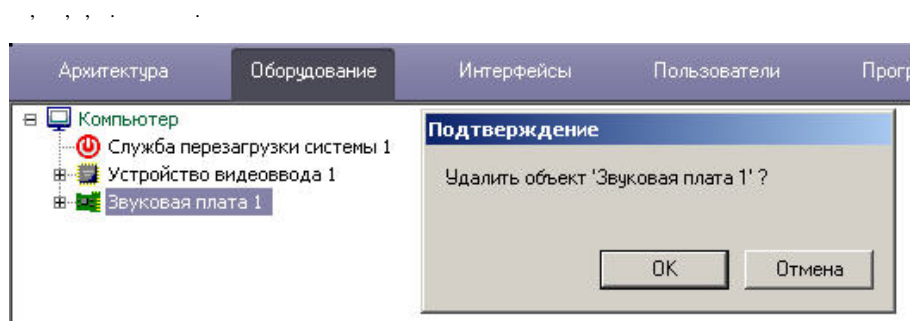 Архитектура Оборудование Интерфейсы Пользователи
Компьютер
Служба перезагрузки системы 1
Устройство видеоввода 1
Звуковая плата 1
Подтверждение
Удалить объект 'Звуковая плата 1' ?
OK Отмена